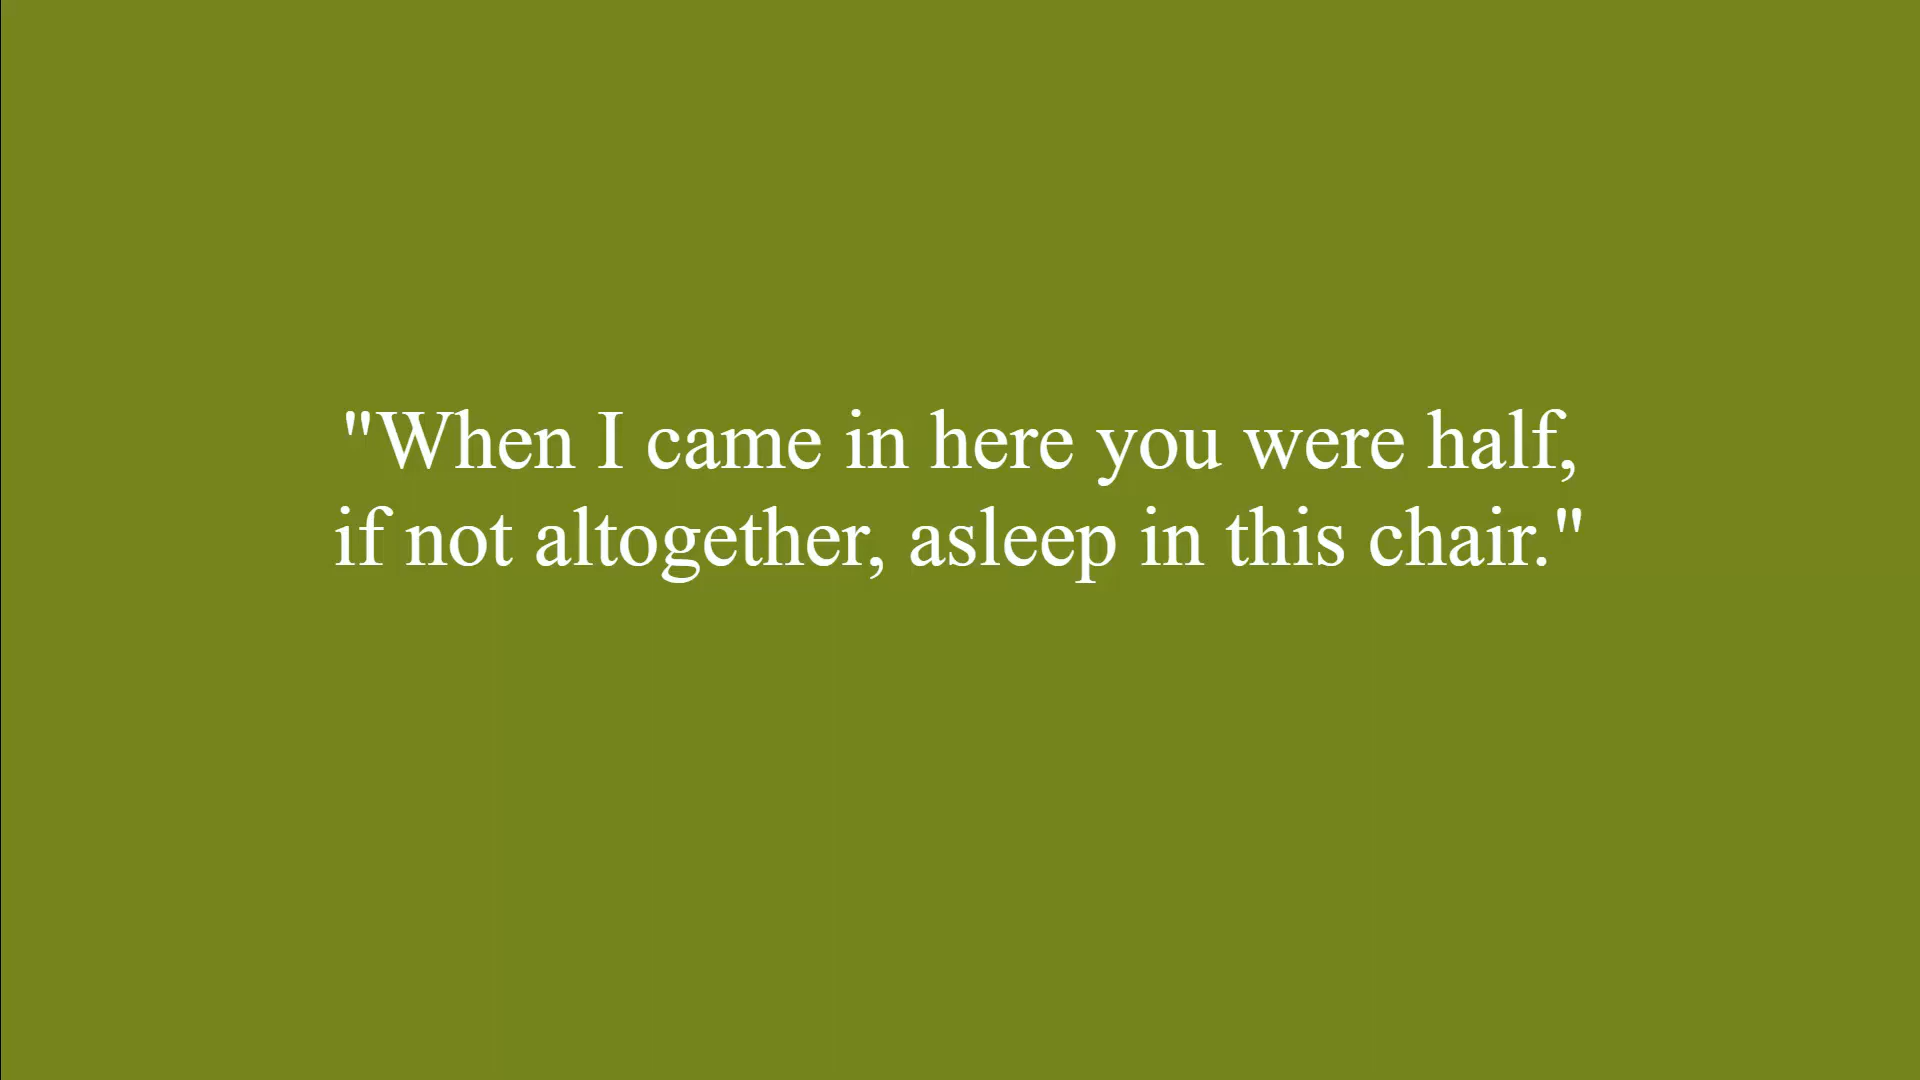 "When I came in here you were half,
if not altogether, asleep in this chair."